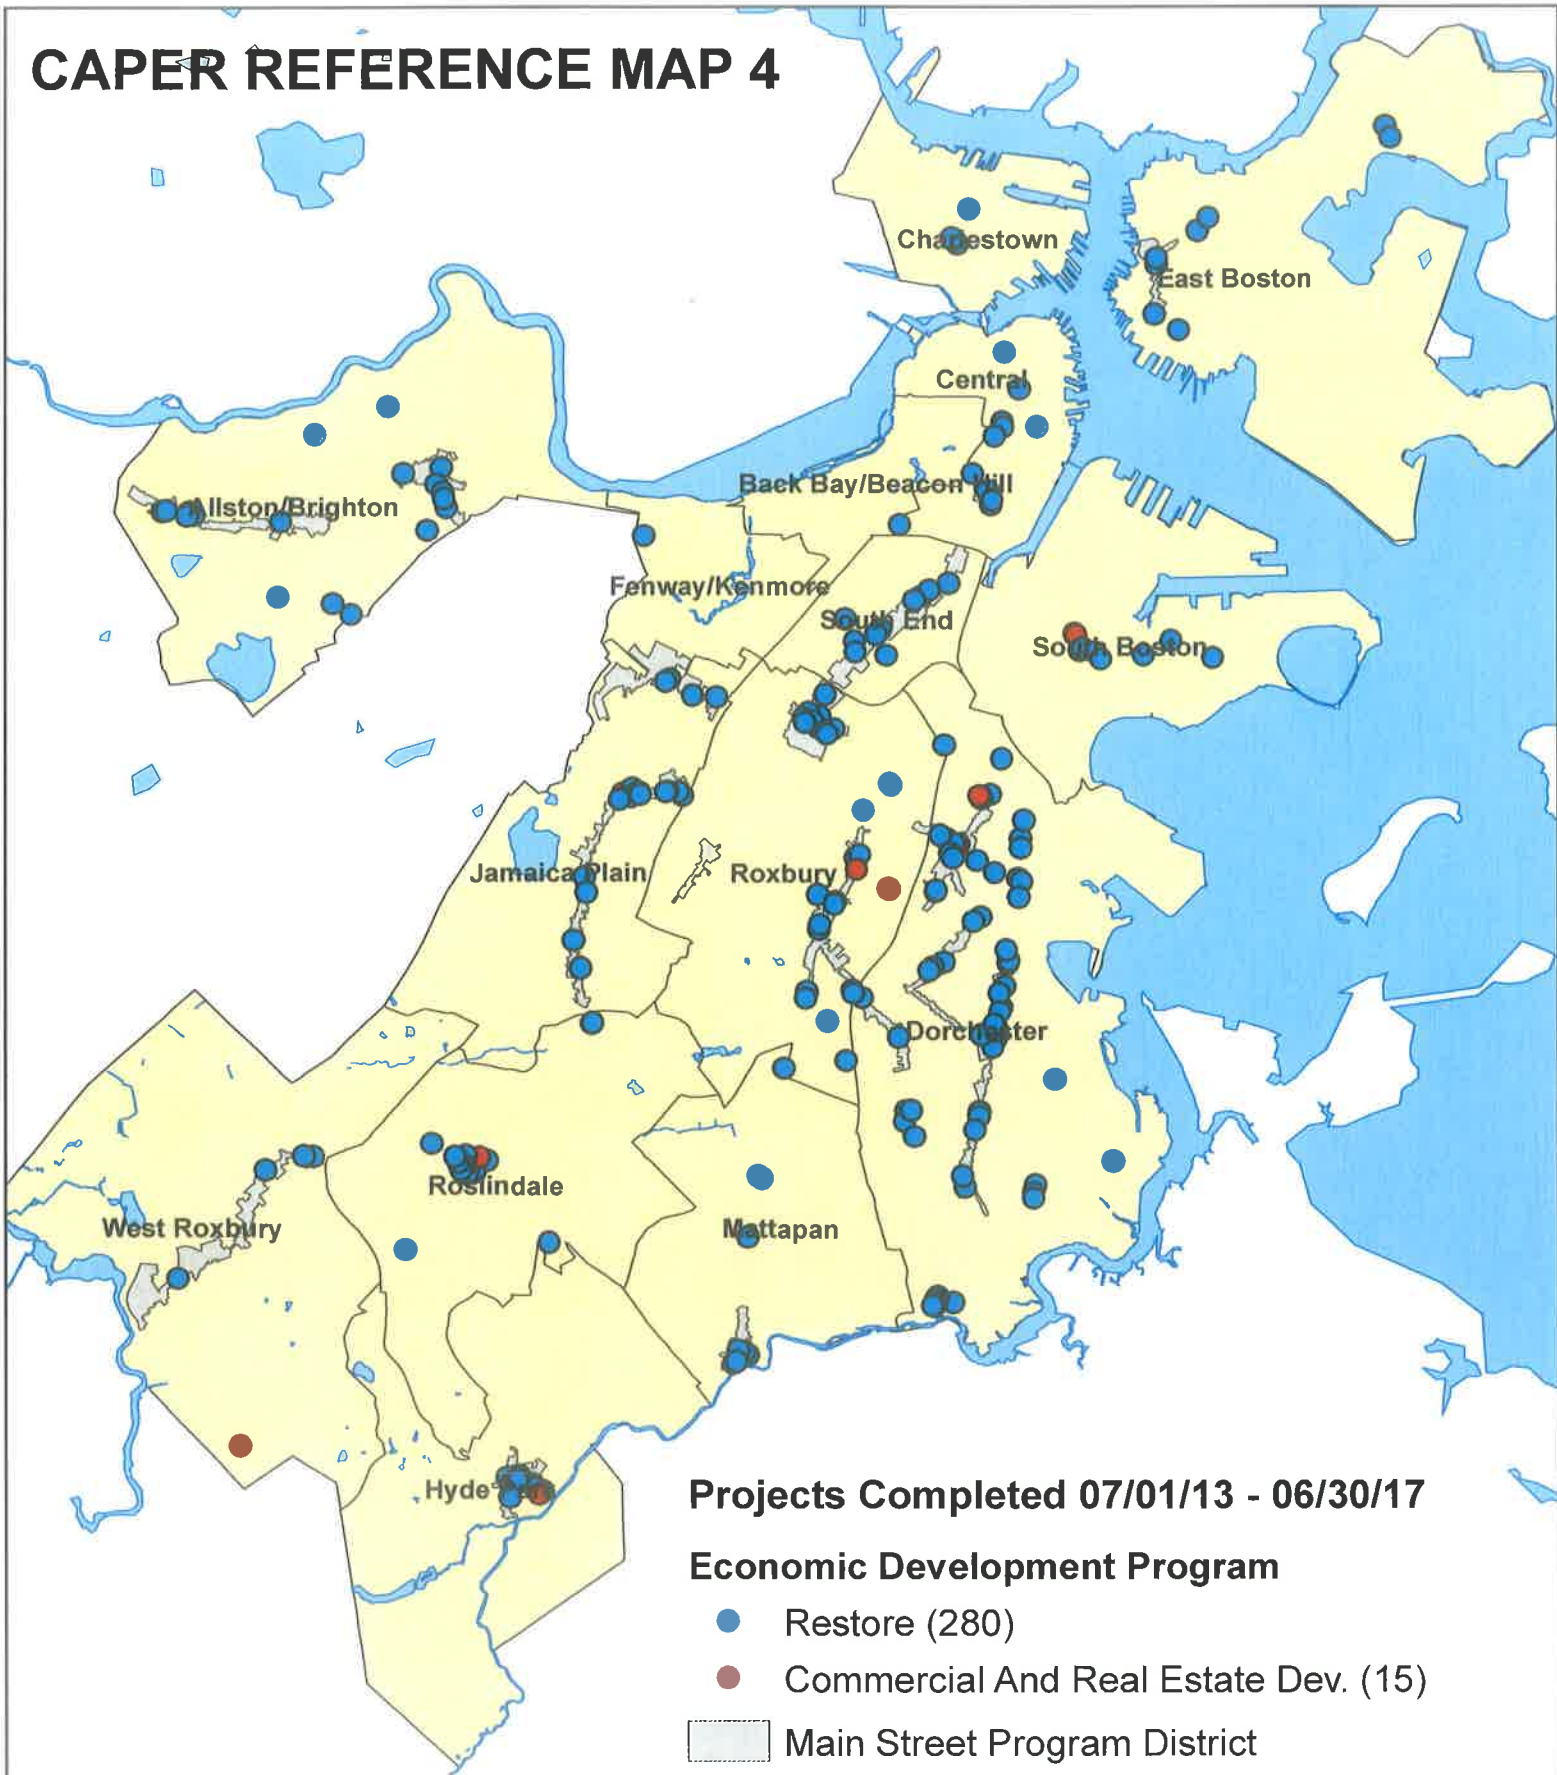 CAPER REFERENCE MAP 4
Charlestown
East Boston
Central
Back Bay/Beacon Hill
Allston/Brighton
Fenway/Kenmore
South End
South Boston
Jamaica Plain
Roxbury
Dorchester
Roslindale
West Roxbury
Mattapan
Hyde Park
Projects Completed 07/01/13 - 06/30/17
Economic Development Program
Restore (280)
Commercial And Real Estate Dev. (15)
Main Street Program District